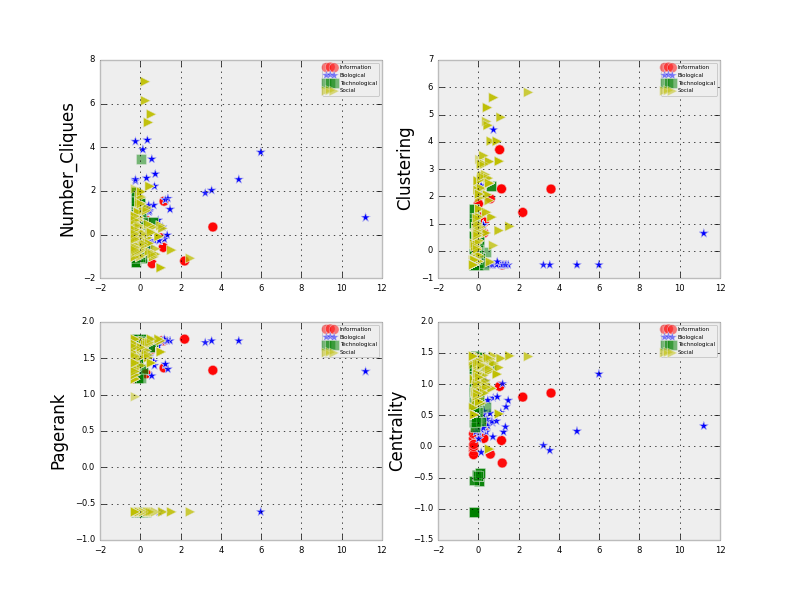 Number_Cliques
8
6
4
2
0
−2
−2 0 2 4 6 8 10 12
Information
Biological
Technological
Social
Clustering
7
6
5
4
3
2
1
0
−1
−2 0 2 4 6 8 10 12
Information
Biological
Technological
Social
Pagerank
2.0
1.5
1.0
0.5
0.0
−0.5
−1.0
−2 0 2 4 6 8 10 12
Information
Biological
Technological
Social
Centrality
2.0
1.5
1.0
0.5
0.0
−0.5
−1.0
−1.5
−2 0 2 4 6 8 10 12
Information
Biological
Technological
Social